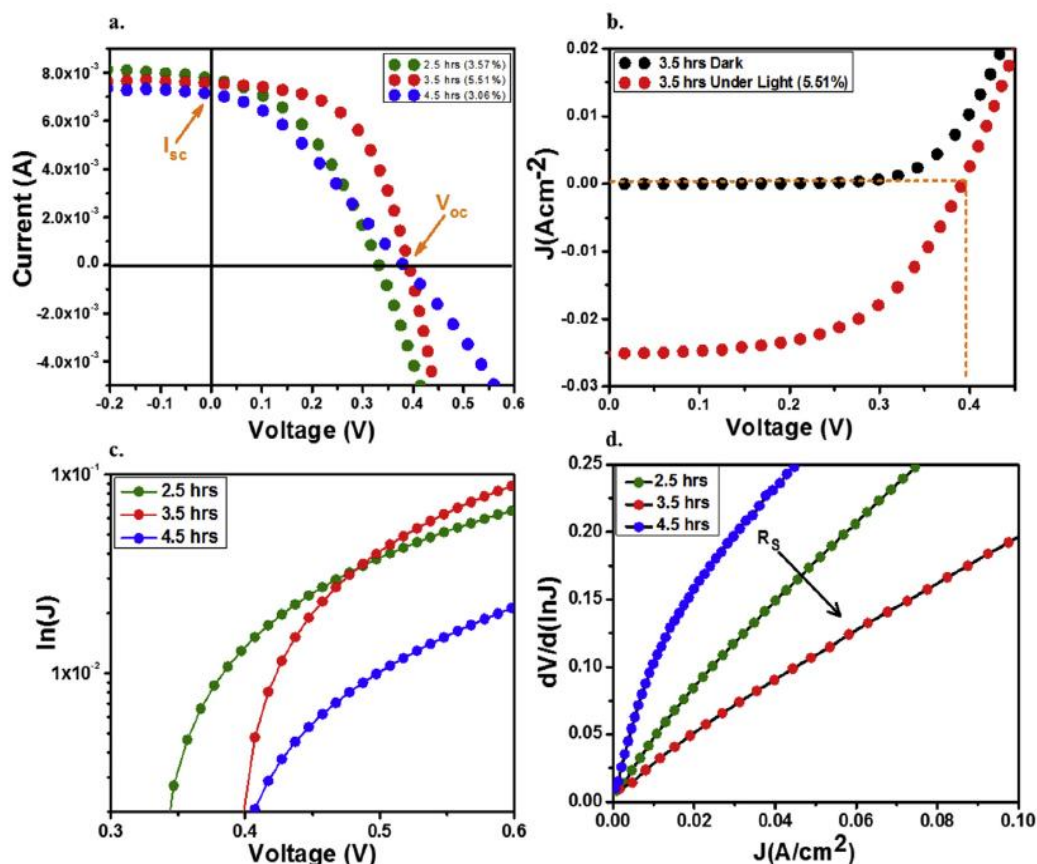 a.
8.0x10⁻³
6.0x10⁻³
4.0x10⁻³
2.0x10⁻³
0.0
-2.0x10⁻³
-4.0x10⁻³
Current (A)
2.5 hrs (3.57%)
3.5 hrs (5.51%)
4.5 hrs (3.06%)
Isc
Voc
-0.2 -0.1 0.0 0.1 0.2 0.3 0.4 0.5 0.6
Voltage (V)
b.
0.02
0.01
0.00
-0.01
-0.02
-0.03
J(Acm-2)
3.5 hrs Dark
3.5 hrs Under Light (5.51%)
0.0 0.1 0.2 0.3 0.4
Voltage (V)
c.
1x10⁻¹
1x10⁻²
ln(J)
2.5 hrs
3.5 hrs
4.5 hrs
0.3 0.4 0.5 0.6
Voltage (V)
d.
0.25
0.20
0.15
0.10
0.05
0.00
dV/d(lnJ)
2.5 hrs
3.5 hrs
4.5 hrs
RS
0.00 0.02 0.04 0.06 0.08 0.10
J(A/cm²)